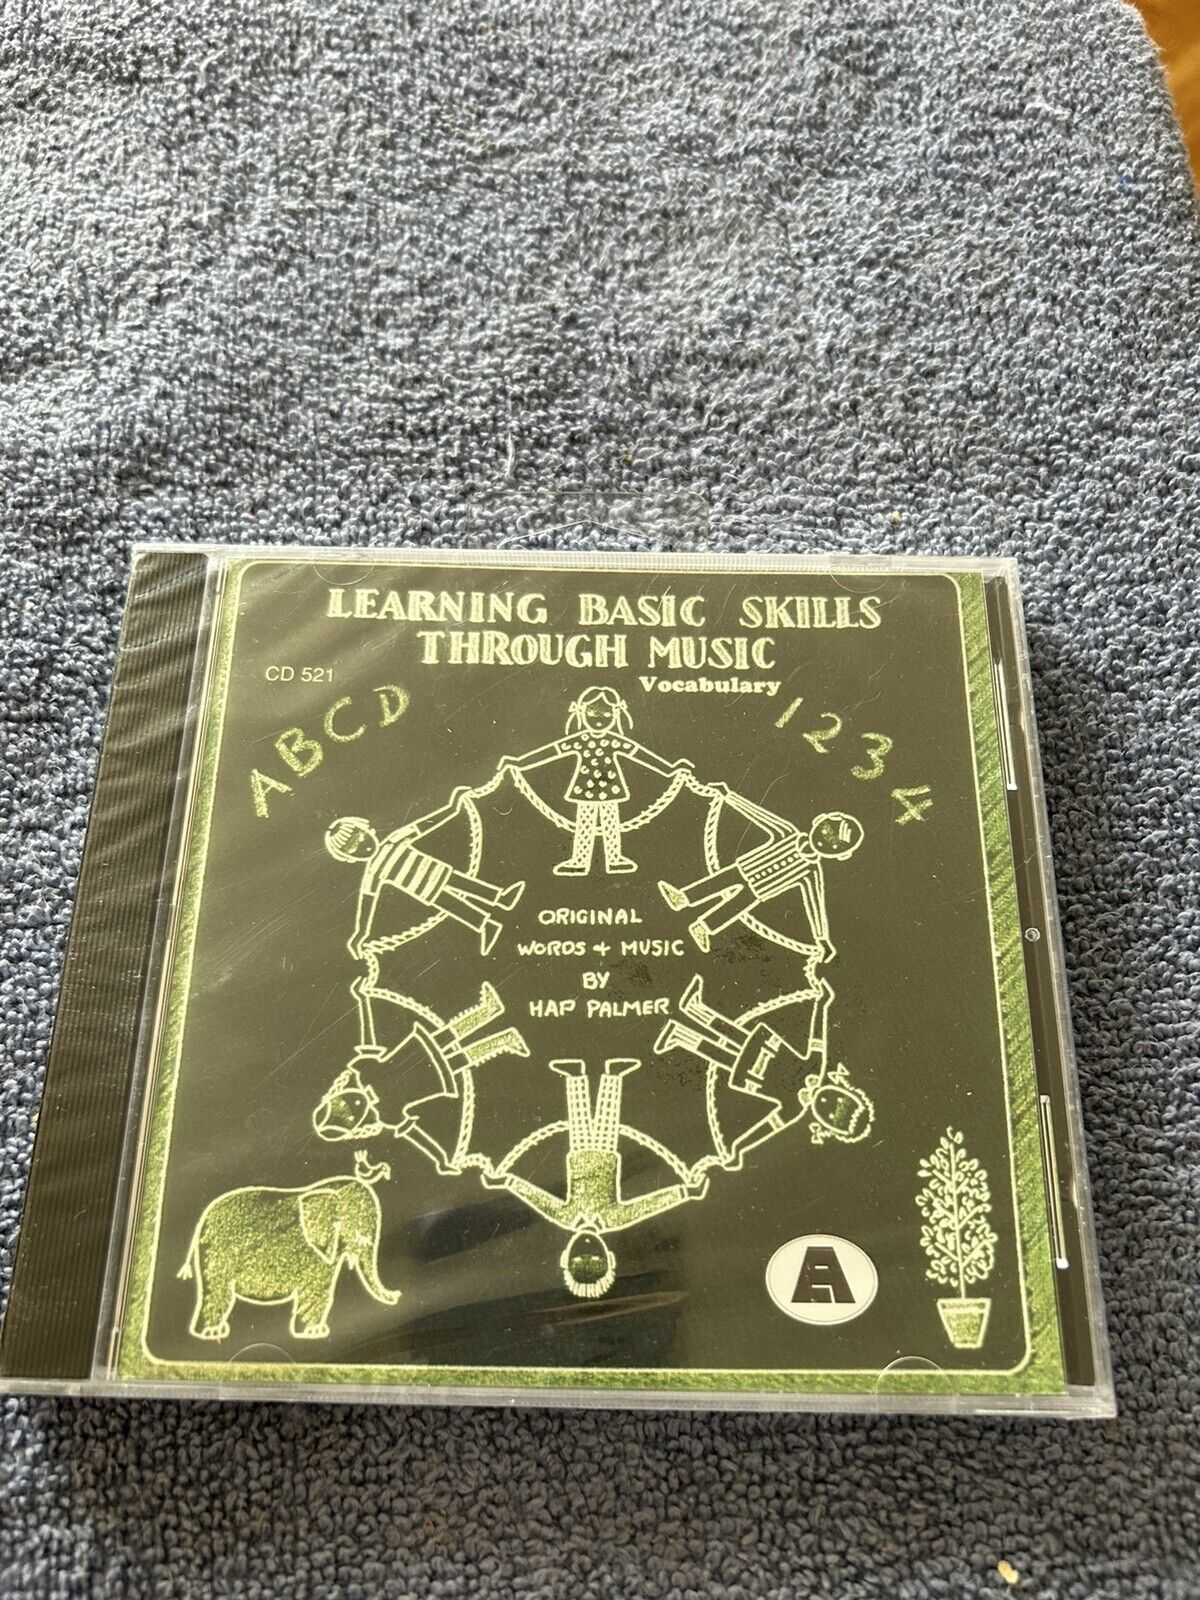 LEARNING BASIC SKILLS
THROUGH MUSIC
Vocabulary
CD 521
ABCD
1234
ORIGINAL
WORDS + MUSIC
BY
HAP PALMER
A